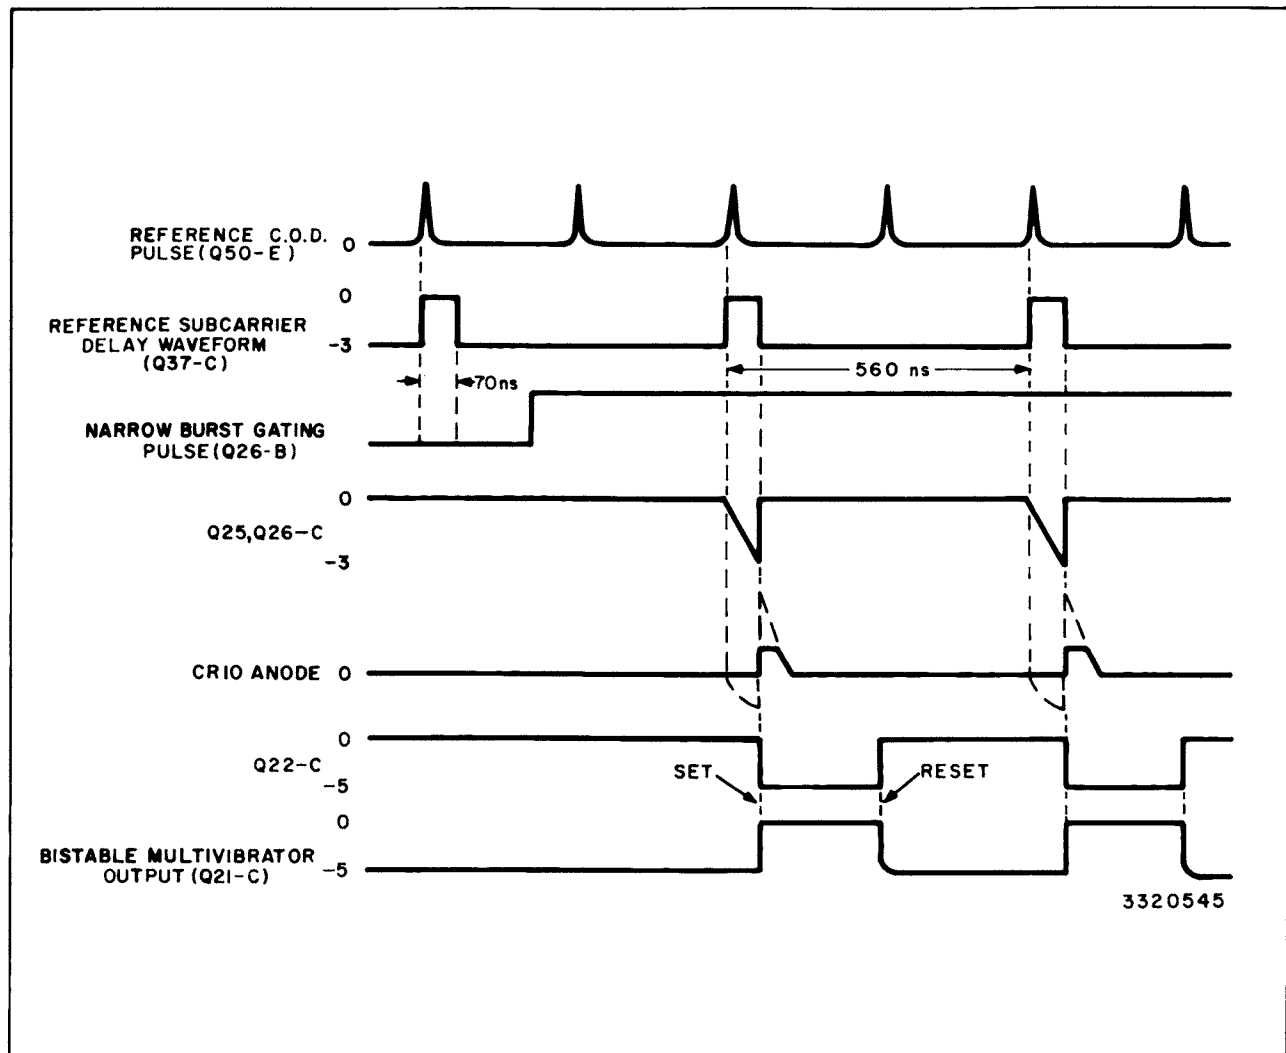 REFERENCE C.O.D. 0
PULSE(Q50-E)
0
REFERENCE SUBCARRIER
DELAY WAVEFORM -3
(Q37-C)
70ns
560 ns
NARROW BURST GATING
PULSE(Q26-B)
0
Q25,Q26-C
-3
CR10 ANODE 0
0
Q22-C
-5
SET
RESET
0
BISTABLE MULTIVIBRATOR
OUTPUT (Q21-C) -5
3320545